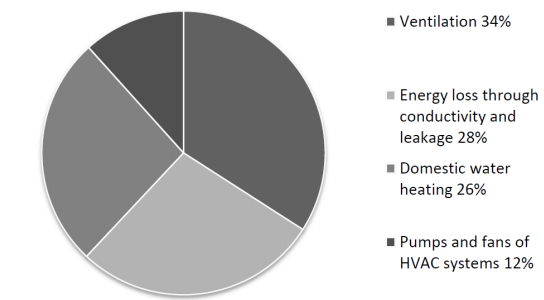 Ventilation 34%
Energy loss through
conductivity and
leakage 28%
Domestic water
heating 26%
Pumps and fans of
HVAC systems 12%